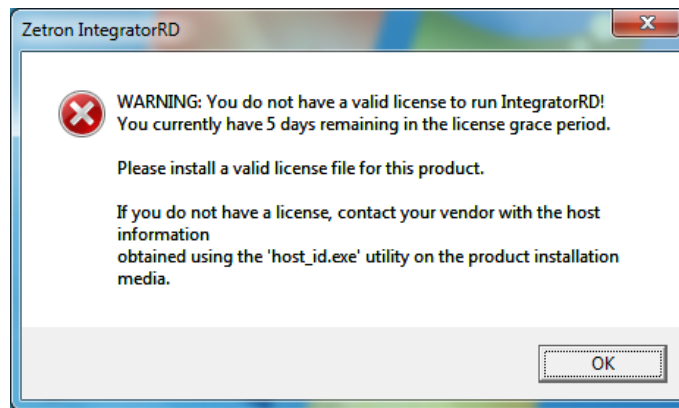 Zetron IntegratorRD
WARNING: You do not have a valid license to run IntegratorRD!
You currently have 5 days remaining in the license grace period.
Please install a valid license file for this product.
If you do not have a license, contact your vendor with the host
information
obtained using the 'host_id.exe' utility on the product installation
media.
OK